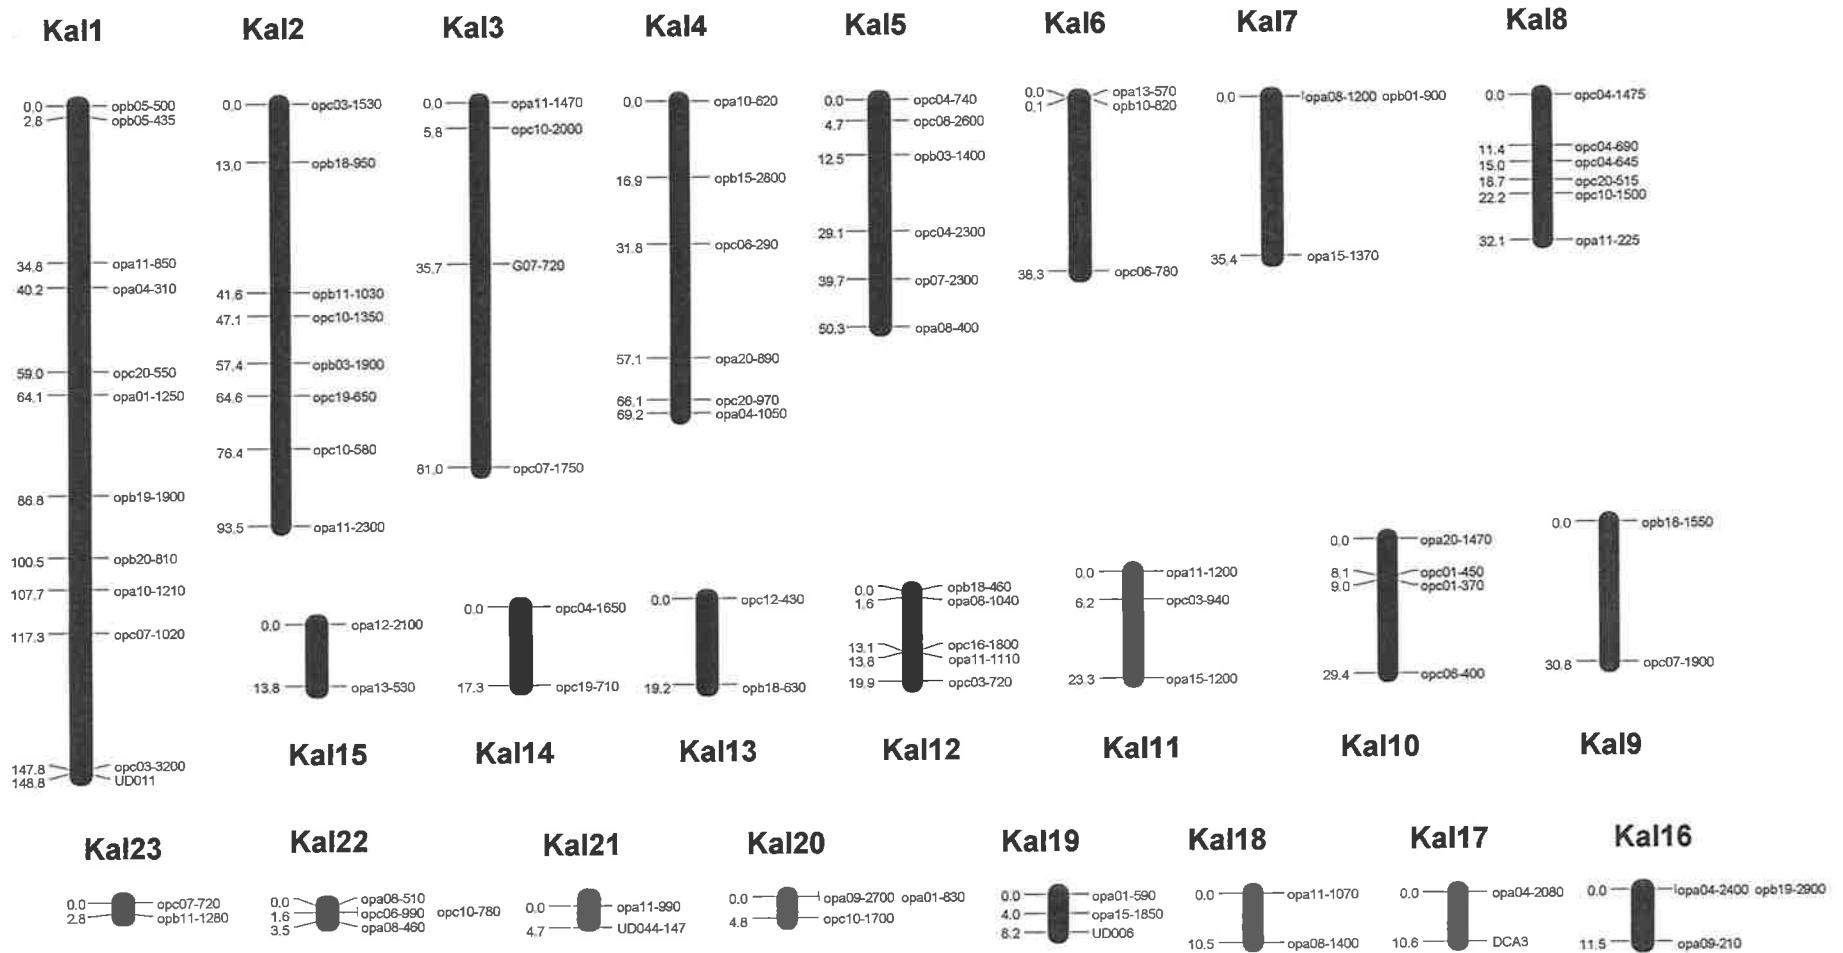 Kal1
0.0 opb05-500
2.8 opb05-435
34.8 opa11-850
40.2 opa04-310
59.0 opc20-550
64.1 opa01-1250
86.8 opb19-1900
100.5 opb20-810
107.7 opa10-1210
117.3 opc07-1020
147.8 opc03-3200
148.8 UD011
Kal2
0.0 opc03-1530
13.0 opb18-950
41.6 opb11-1030
47.1 opc10-1350
57.4 opb03-1900
64.6 opc19-650
76.4 opc10-580
93.5 opa11-2300
Kal3
0.0 opa11-1470
5.8 opc10-2000
35.7 G07-720
81.0 opc07-1750
Kal4
0.0 opa10-620
16.9 opb15-2800
31.8 opc06-290
57.1 opa20-890
66.1 opc20-970
69.2 opa04-1050
Kal5
0.0 opc04-740
4.7 opc08-2600
12.5 opb03-1400
29.1 opc04-2300
39.7 op07-2300
50.3 opa08-400
Kal6
0.0 opa13-570
0.1 opb10-820
38.3 opc06-780
Kal7
0.0 opa08-1200 opb01-900
35.4 opa15-1370
Kal8
0.0 opc04-1475
11.4 opc04-690
15.0 opc04-645
18.7 opc20-515
22.2 opc10-1500
32.1 opa11-225
0.0 opa12-2100
13.8 opa13-530
Kal15
0.0 opc04-1650
17.3 opc19-710
Kal14
0.0 opc12-430
19.2 opb18-630
Kal13
0.0 opb18-460
1.6 opa08-1040
13.1 opc16-1800
13.8 opa11-1110
19.9 opc03-720
Kal12
0.0 opa11-1200
6.2 opc03-940
23.3 opa15-1200
Kal11
0.0 opa20-1470
8.1 opc01-450
9.0 opc01-370
29.4 opc06-400
Kal10
0.0 opb18-1550
30.8 opc07-1900
Kal9
Kal23
0.0 opc07-720
2.8 opb11-1280
Kal22
0.0 opa08-510
1.6 opc06-990 opc10-780
3.5 opa08-460
Kal21
0.0 opa11-990
4.7 UD044-147
Kal20
0.0 opa09-2700 opa01-830
4.8 opc10-1700
Kal19
0.0 opa01-590
4.0 opa15-1850
8.2 UD006
Kal18
0.0 opa11-1070
10.5 opa08-1400
Kal17
0.0 opa04-2080
10.6 DCA3
Kal16
0.0 opa04-2400 opb19-2900
11.5 opa09-210